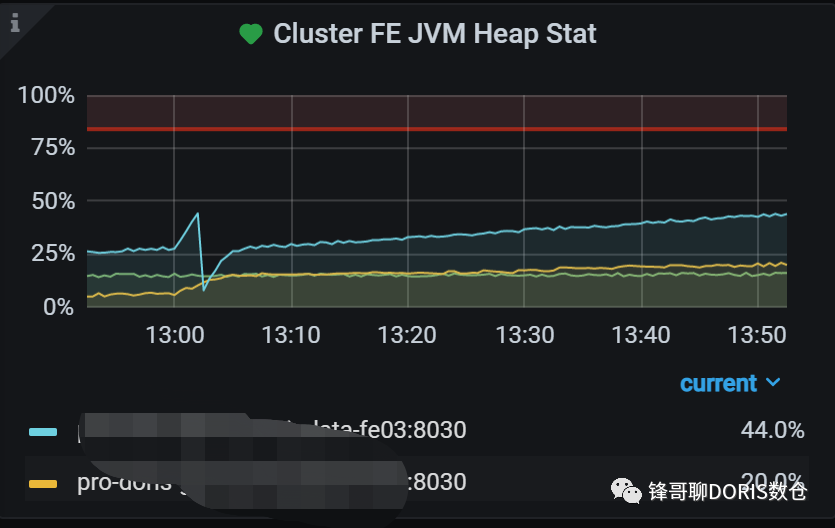 i
Cluster FE JVM Heap Stat
100%
75%
50%
25%
0%
13:00 13:10 13:20 13:30 13:40 13:50
current
data-fe03:8030 44.0%
pro-doris- :8030 20.0%
锋哥聊DORIS数仓